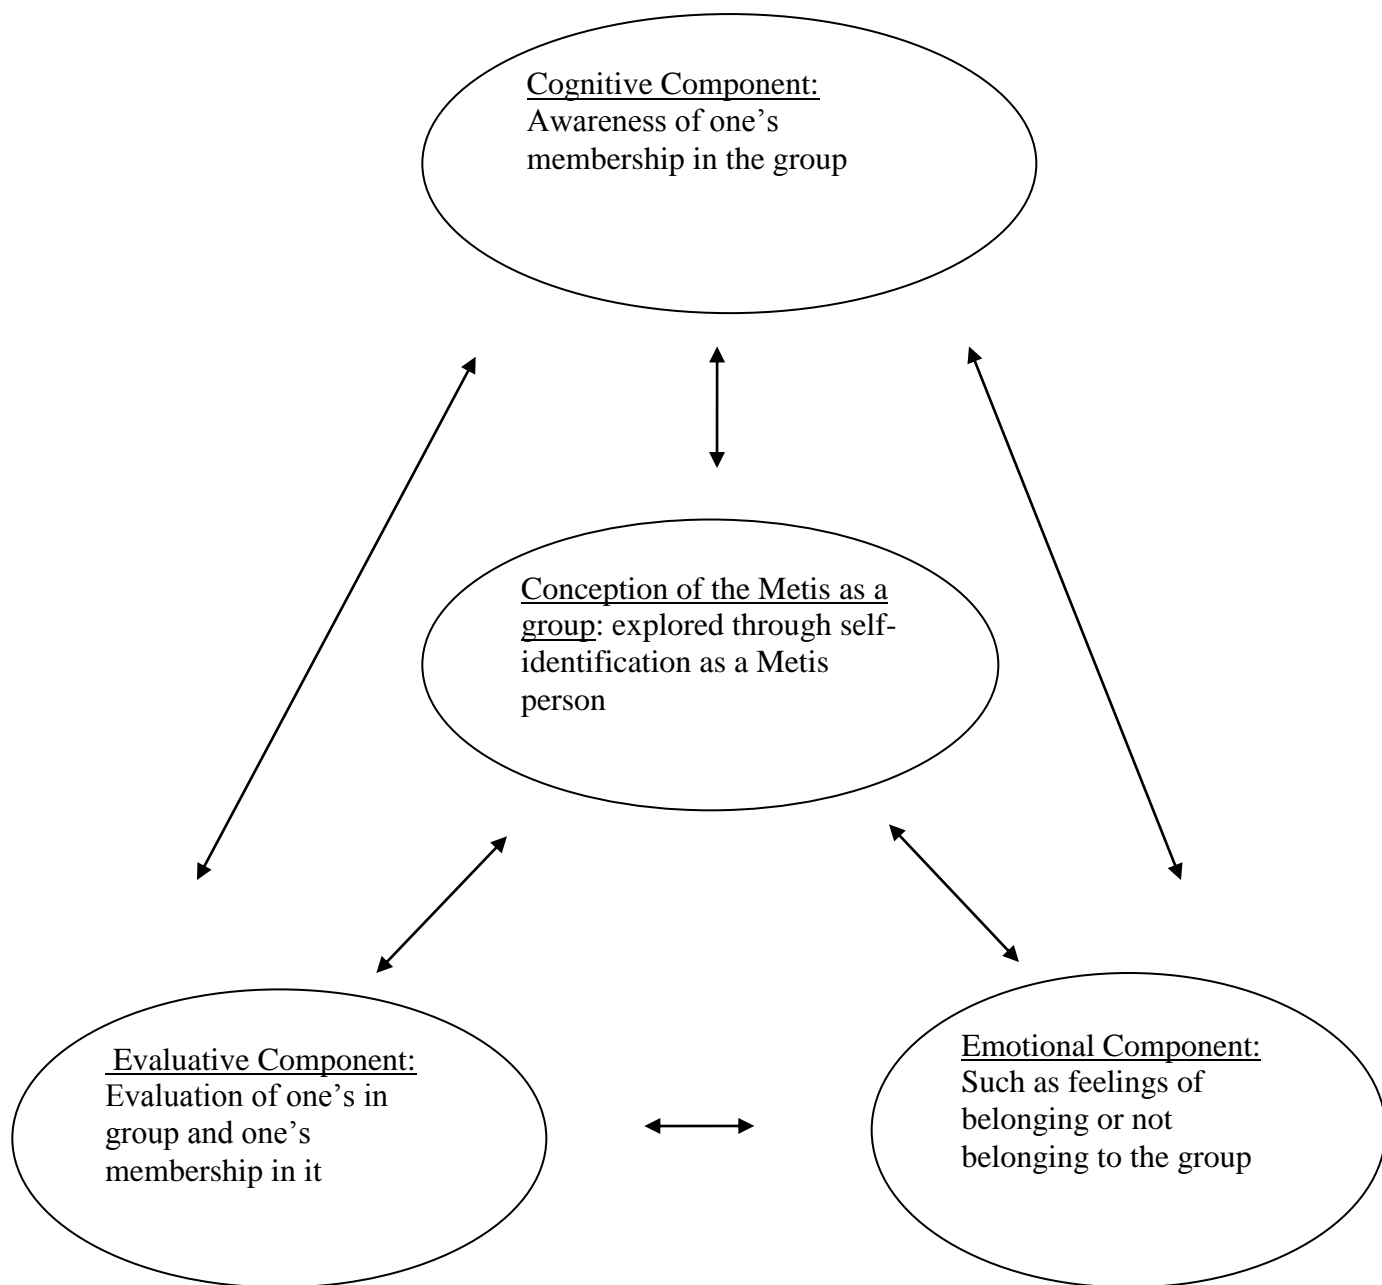 Cognitive Component:
Awareness of one’s
membership in the group
Conception of the Metis as a
group: explored through self-
identification as a Metis
person
Evaluative Component:
Evaluation of one’s in
group and one’s
membership in it
Emotional Component:
Such as feelings of
belonging or not
belonging to the group